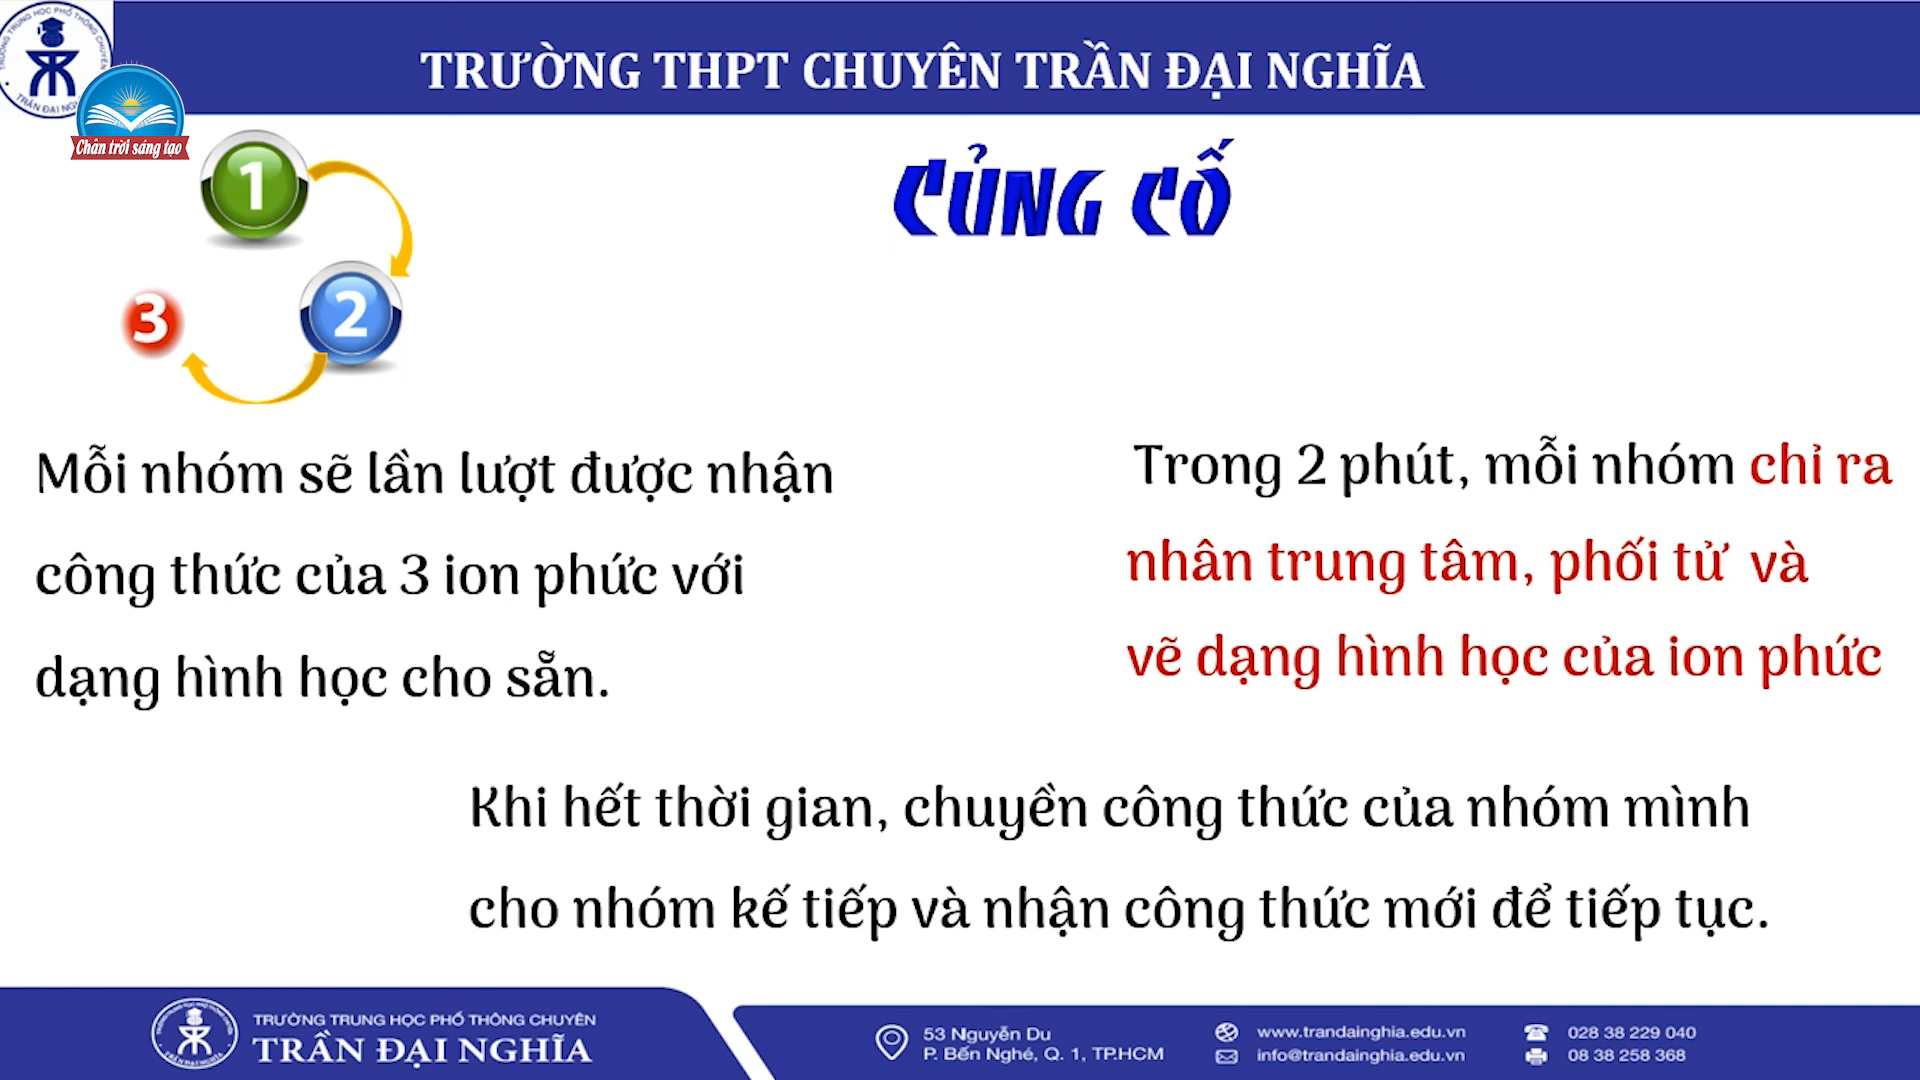 TRƯỜNG THPT CHUYÊN TRẦN ĐẠI NGHĨA
Chân trời sáng tạo
CỦNG CỐ
1
2
3
Mỗi nhóm sẽ lần lượt được nhận
công thức của 3 ion phức với
dạng hình học cho sẵn.
Trong 2 phút, mỗi nhóm chỉ ra
nhân trung tâm, phối tử và
vẽ dạng hình học của ion phức
Khi hết thời gian, chuyền công thức của nhóm mình
cho nhóm kế tiếp và nhận công thức mới để tiếp tục.
TRƯỜNG TRUNG HỌC PHỔ THÔNG CHUYÊN
TRẦN ĐẠI NGHĨA
53 Nguyễn Du
P. Bến Nghé, Q. 1, TP.HCM
www.trandainghia.edu.vn
info@trandainghia.edu.vn
028 38 229 040
08 38 258 368